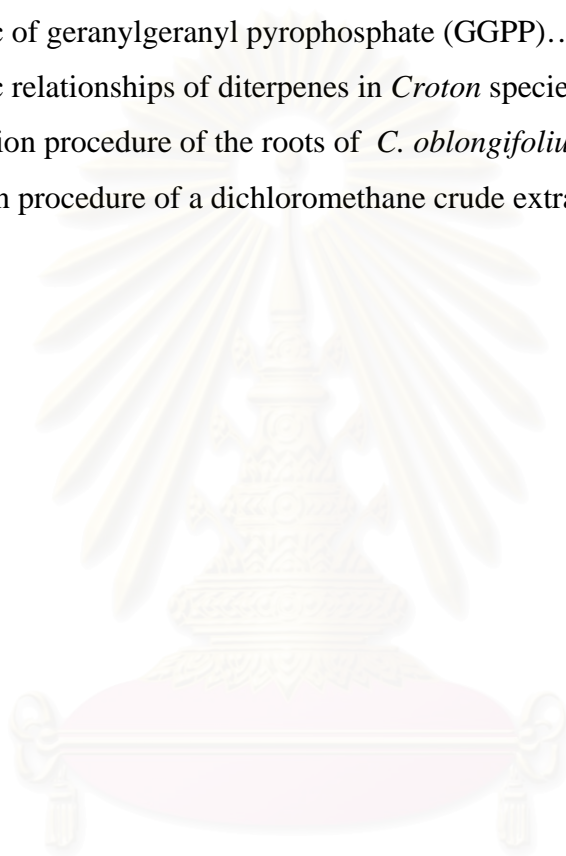 c of geranylgeranyl pyrophosphate (GGPP)…
c relationships of diterpenes in Croton specie
ion procedure of the roots of C. oblongifoliu
n procedure of a dichloromethane crude extra